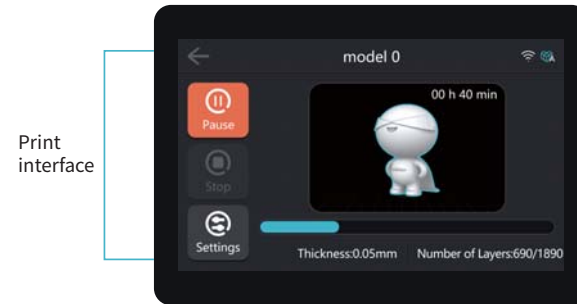 Print
interface
model 0
00 h 40 min
Pause
Stop
Settings
Thickness:0.05mm
Number of Layers:690/1890